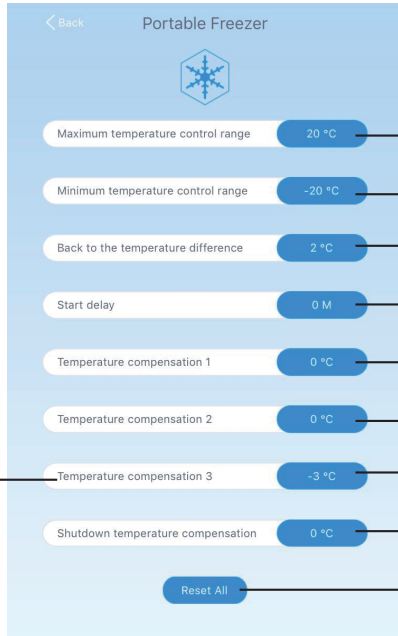 Back
Portable Freezer
Maximum temperature control range 20 °C
Minimum temperature control range -20 °C
Back to the temperature difference 2 °C
Start delay 0 M
Temperature compensation 1 0 °C
Temperature compensation 2 0 °C
Temperature compensation 3 -3 °C
Shutdown temperature compensation 0 °C
Reset All